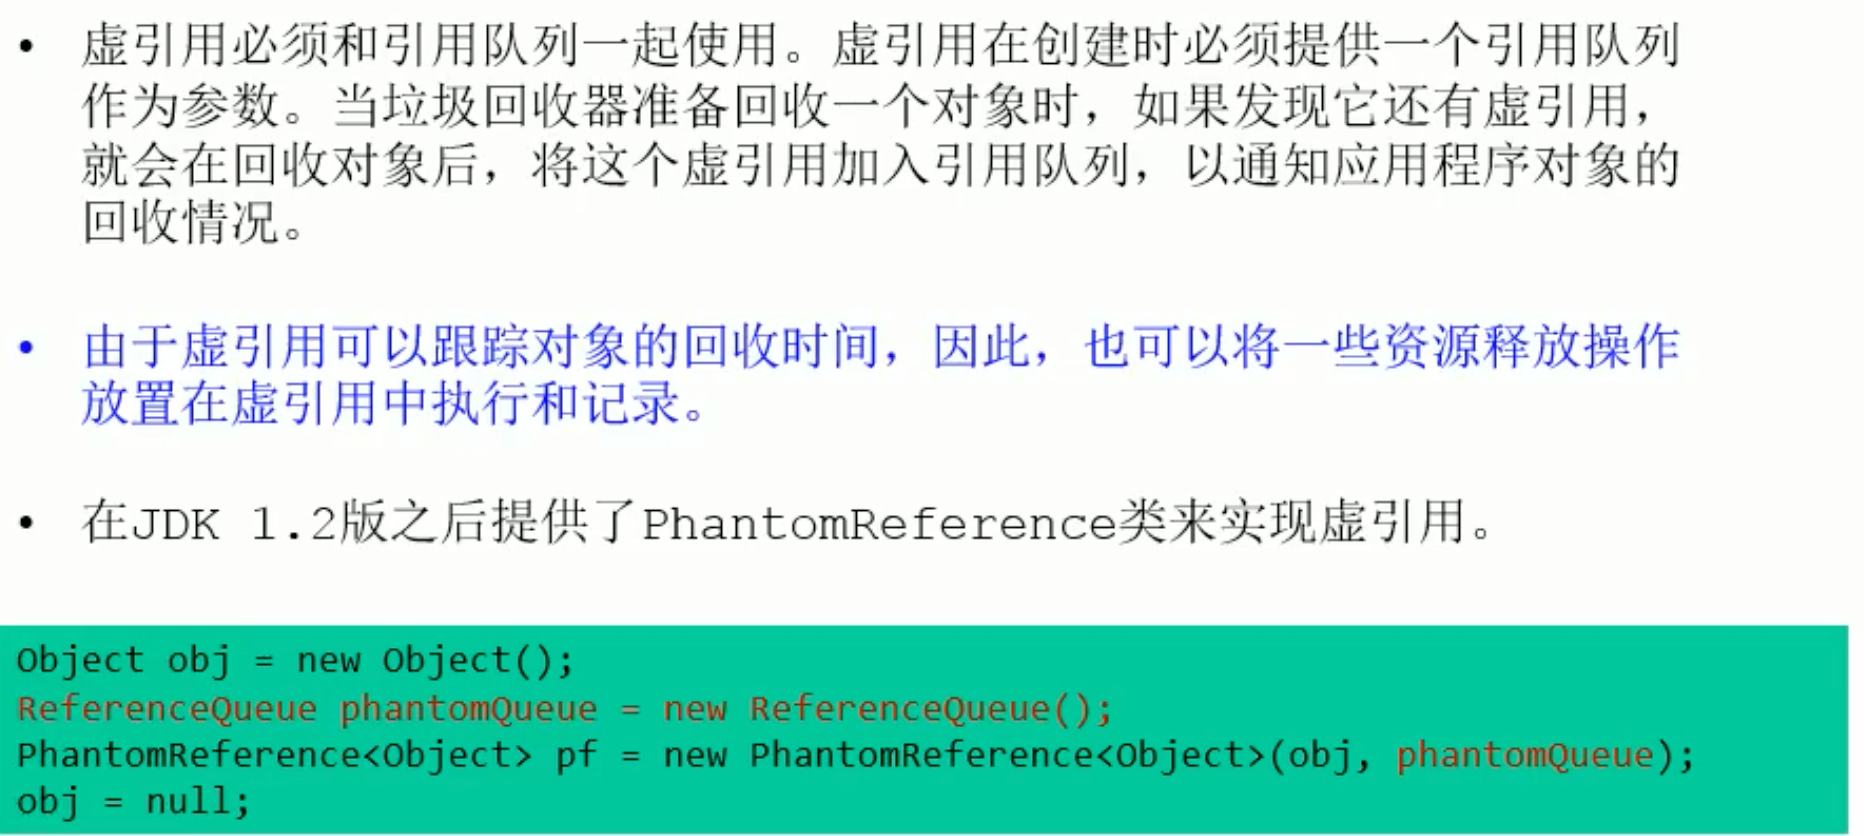 • 虚引用必须和引用队列一起使用。虚引用在创建时必须提供一个引用队列
作为参数。当垃圾回收器准备回收一个对象时，如果发现它还有虚引用，
就会在回收对象后，将这个虚引用加入引用队列，以通知应用程序对象的
回收情况。
• 由于虚引用可以跟踪对象的回收时间，因此，也可以将一些资源释放操作
放置在虚引用中执行和记录。
• 在JDK 1.2版之后提供了PhantomReference类来实现虚引用。
Object obj = new Object();
ReferenceQueue phantomQueue = new ReferenceQueue();
PhantomReference<Object> pf = new PhantomReference<Object>(obj, phantomQueue);
obj = null;